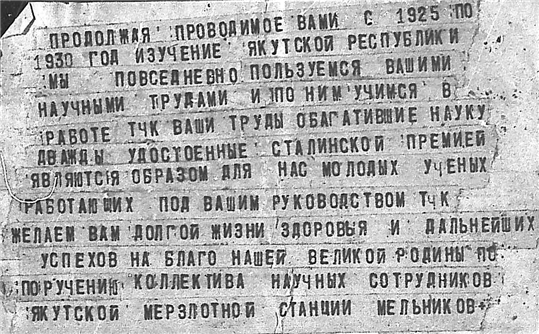 ПРОДОЛЖАЯ ПРОВОДИМОЕ ВАМИ С 1925 ПО
1930 ГОД ИЗУЧЕНИЕ ЯКУТСКОЙ РЕСПУБЛИКИ
МЫ ПОВСЕДНЕВНО ПОЛЬЗУЕМСЯ ВАШИМИ
НАУЧНЫМИ ТРУДАМИ И ПО НИМ УЧИМСЯ В
РАБОТЕ ТЧК ВАШИ ТРУДЫ ОБАГАТИВШИЕ НАУКУ
ДВАЖДЫ УДОСТОЕННЫЕ СТАЛИНСКОЙ ПРЕМИЕЙ
ЯВЛЯЮТСЯ ОБРАЗОМ ДЛЯ НАС МОЛОДЫХ УЧЕНЫХ
РАБОТАЮЩИХ ПОД ВАШИМ РУКОВОДСТВОМ ТЧК
ЖЕЛАЕМ ВАМ ДОЛГОЙ ЖИЗНИ ЗДОРОВЬЯ И ДАЛЬНЕЙШИХ
УСПЕХОВ НА БЛАГО НАШЕЙ ВЕЛИКОЙ РОДИНЫ ПО
ПОРУЧЕНИЮ КОЛЛЕКТИВА НАУЧНЫХ СОТРУДНИКОВ
ЯКУТСКОЙ МЕРЗЛОТНОЙ СТАНЦИИ МЕЛЬНИКОВ